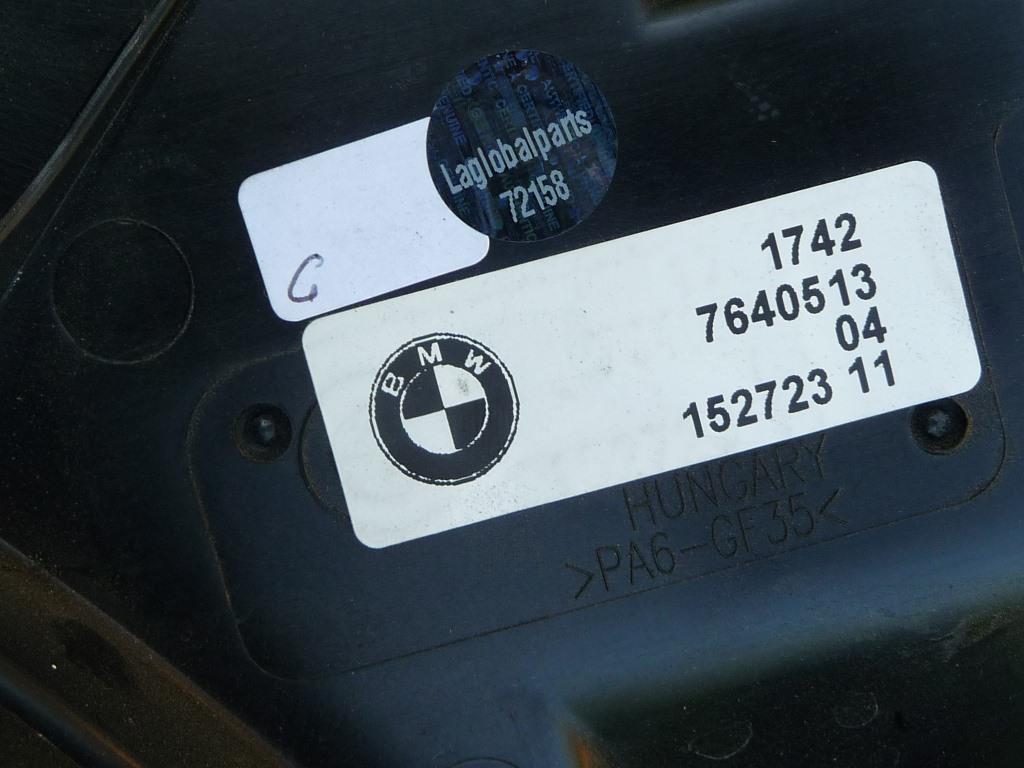 Laglobalparts
72158
G
BMW
1742
7640513
04
152723 11
HUNGARY
>PA6-GF35<